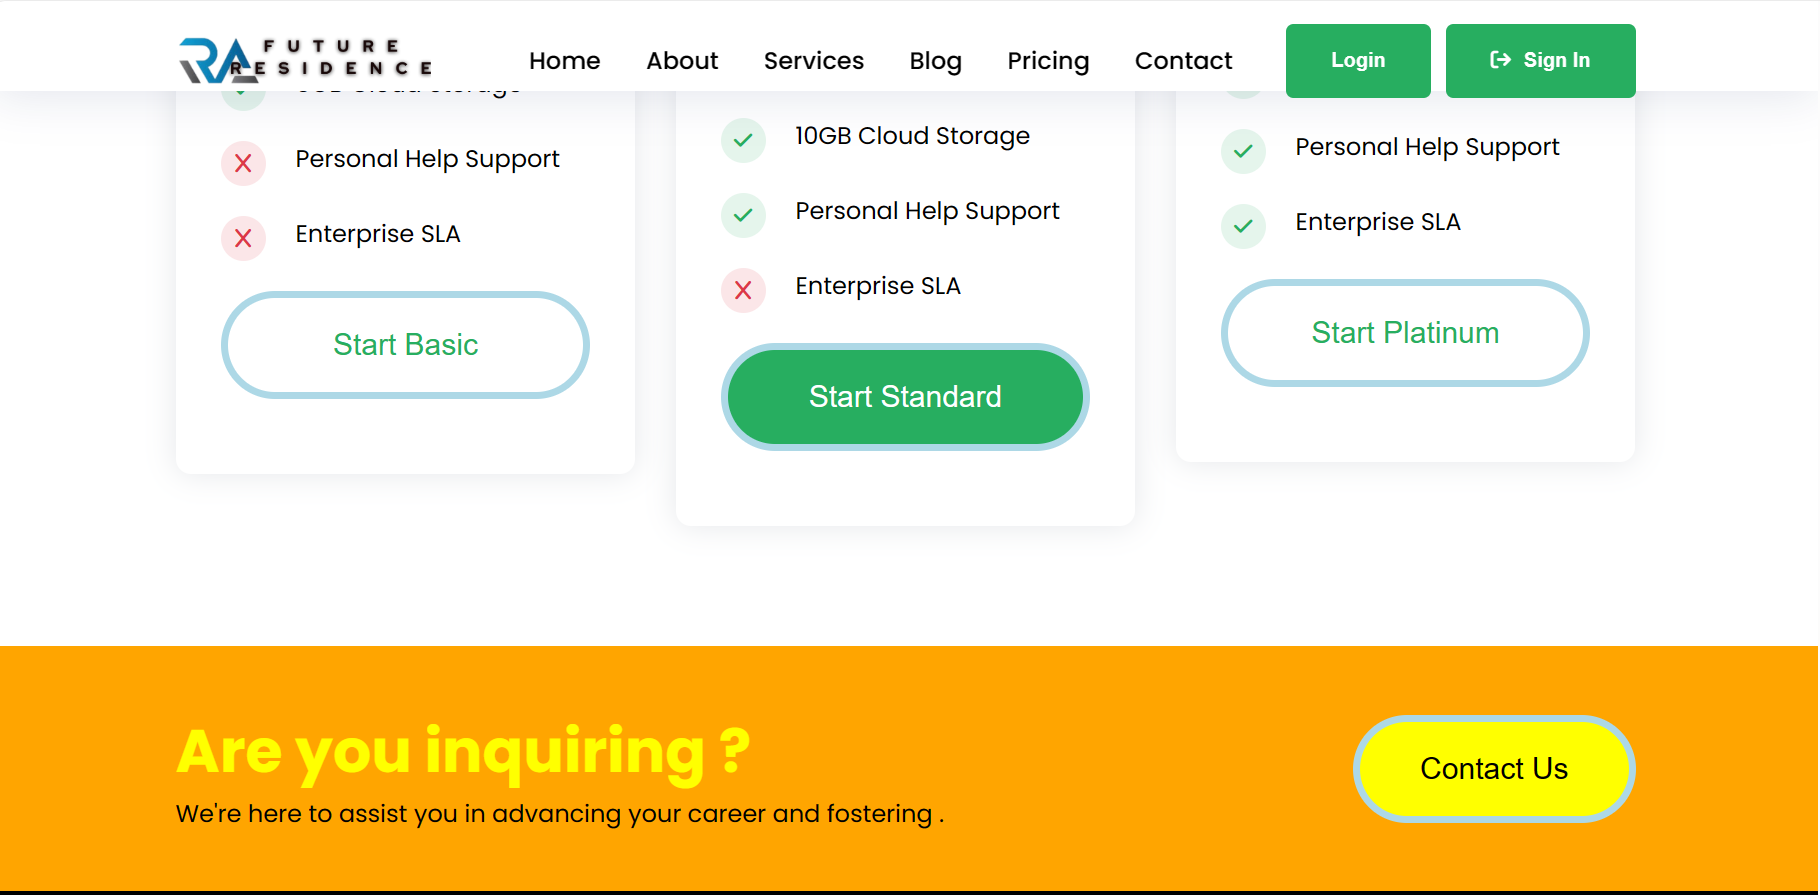 FUTURE
RESIDENCE
Home About Services Blog Pricing Contact Login Sign In
Cloud Storage
Personal Help Support
Enterprise SLA
Start Basic
10GB Cloud Storage
Personal Help Support
Enterprise SLA
Start Standard
Personal Help Support
Enterprise SLA
Start Platinum
Are you inquiring ?
We're here to assist you in advancing your career and fostering .
Contact Us